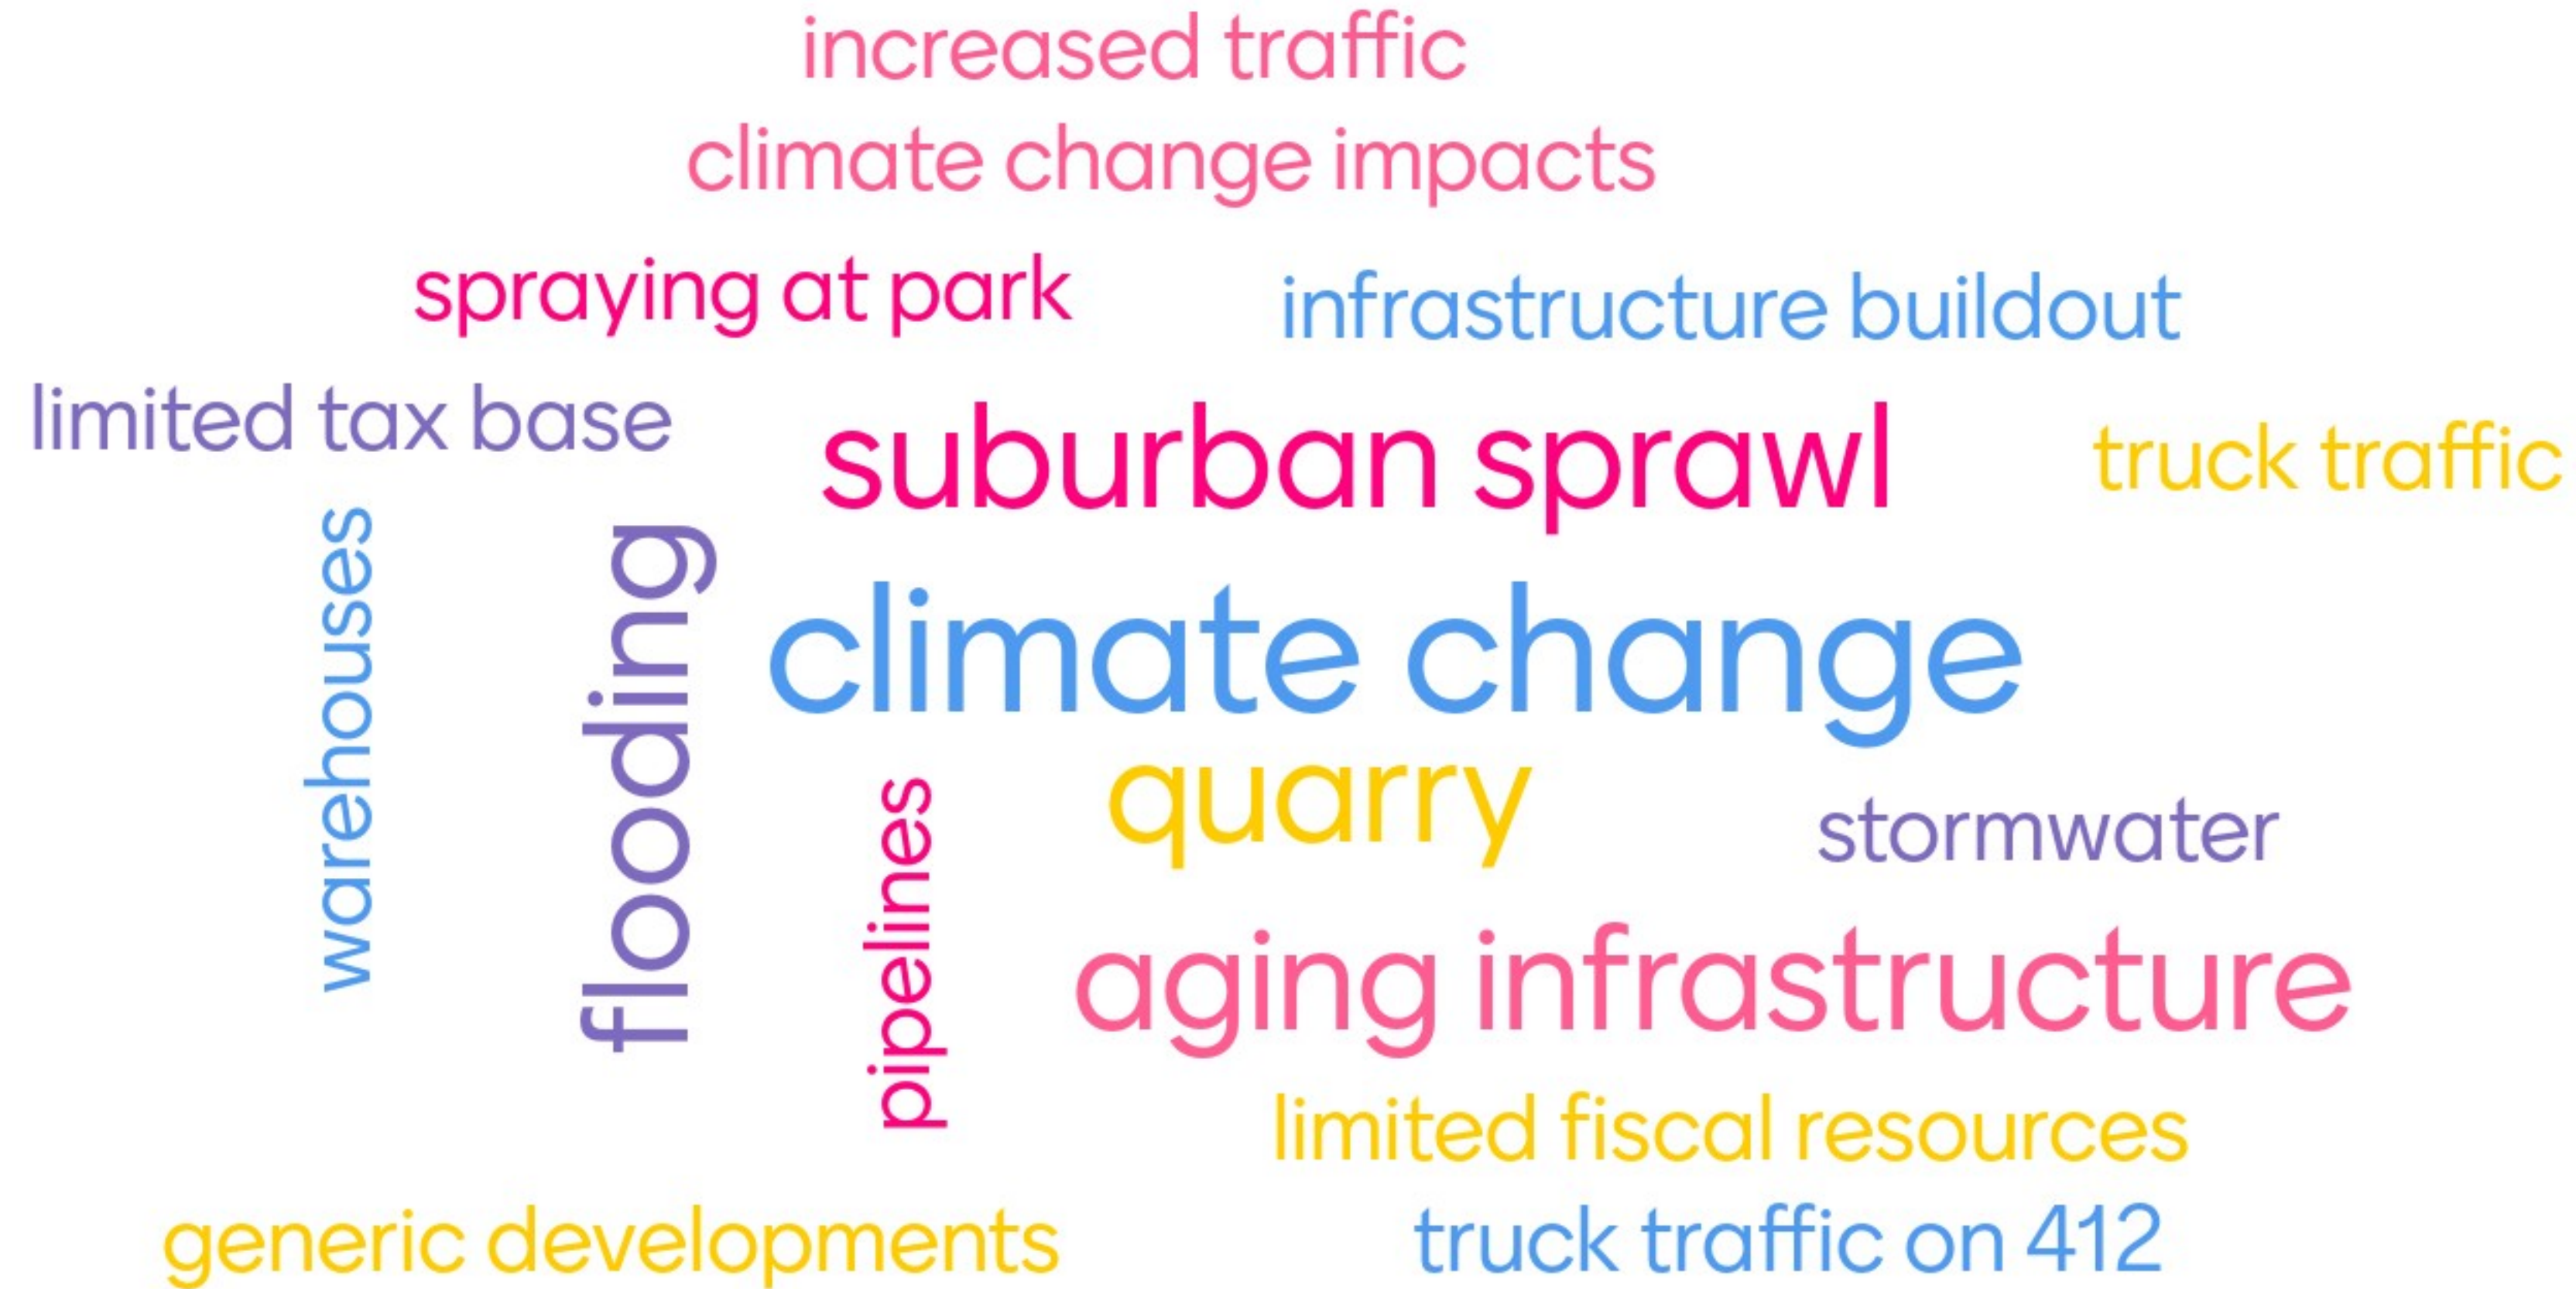 increased traffic
climate change impacts
spraying at park
infrastructure buildout
limited tax base
suburban sprawl
truck traffic
warehouses
flooding
climate change
pipelines
quarry
stormwater
aging infrastructure
limited fiscal resources
generic developments
truck traffic on 412